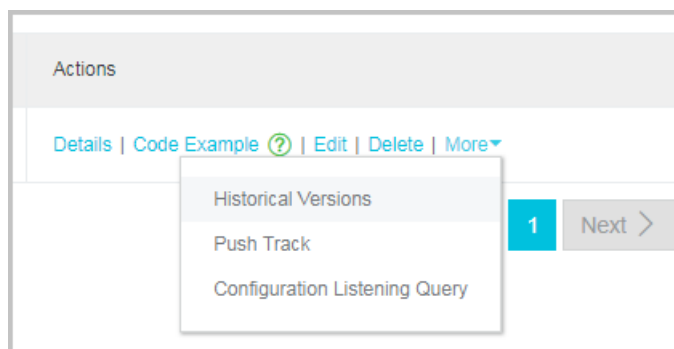 Actions
Details | Code Example ? | Edit | Delete | More
Historical Versions
Push Track
Configuration Listening Query
1 Next